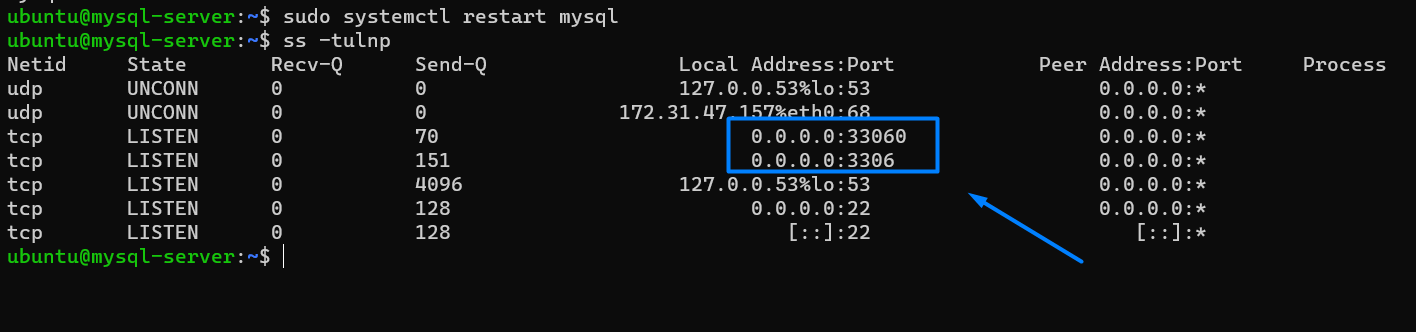 ubuntu@mysql-server:~$ sudo systemctl restart mysql
ubuntu@mysql-server:~$ ss -tulnp
Netid State Recv-Q Send-Q Local Address:Port Peer Address:Port Process
udp UNCONN 0 0 127.0.0.53%lo:53 0.0.0.0:*
udp UNCONN 0 0 172.31.47.157%eth0:68 0.0.0.0:*
tcp LISTEN 0 70 0.0.0.0:33060 0.0.0.0:*
tcp LISTEN 0 151 0.0.0.0:3306 0.0.0.0:*
tcp LISTEN 0 4096 127.0.0.53%lo:53 0.0.0.0:*
tcp LISTEN 0 128 0.0.0.0:22 0.0.0.0:*
tcp LISTEN 0 128 [::]:22 [::]:*
ubuntu@mysql-server:~$